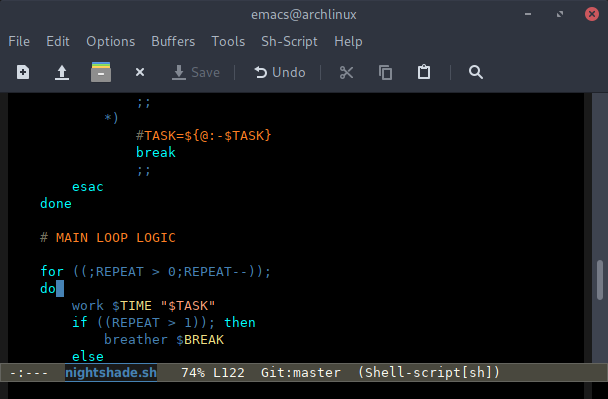 emacs@archlinux
File Edit Options Buffers Tools Sh-Script Help
Save Undo
;;
*)
#TASK=${@:-$TASK}
break
;;
esac
done
# MAIN LOOP LOGIC
for ((;REPEAT > 0;REPEAT--));
do
work $TIME "$TASK"
if ((REPEAT > 1)); then
breather $BREAK
else
-:--- nightshade.sh 74% L122 Git:master (Shell-script[sh])